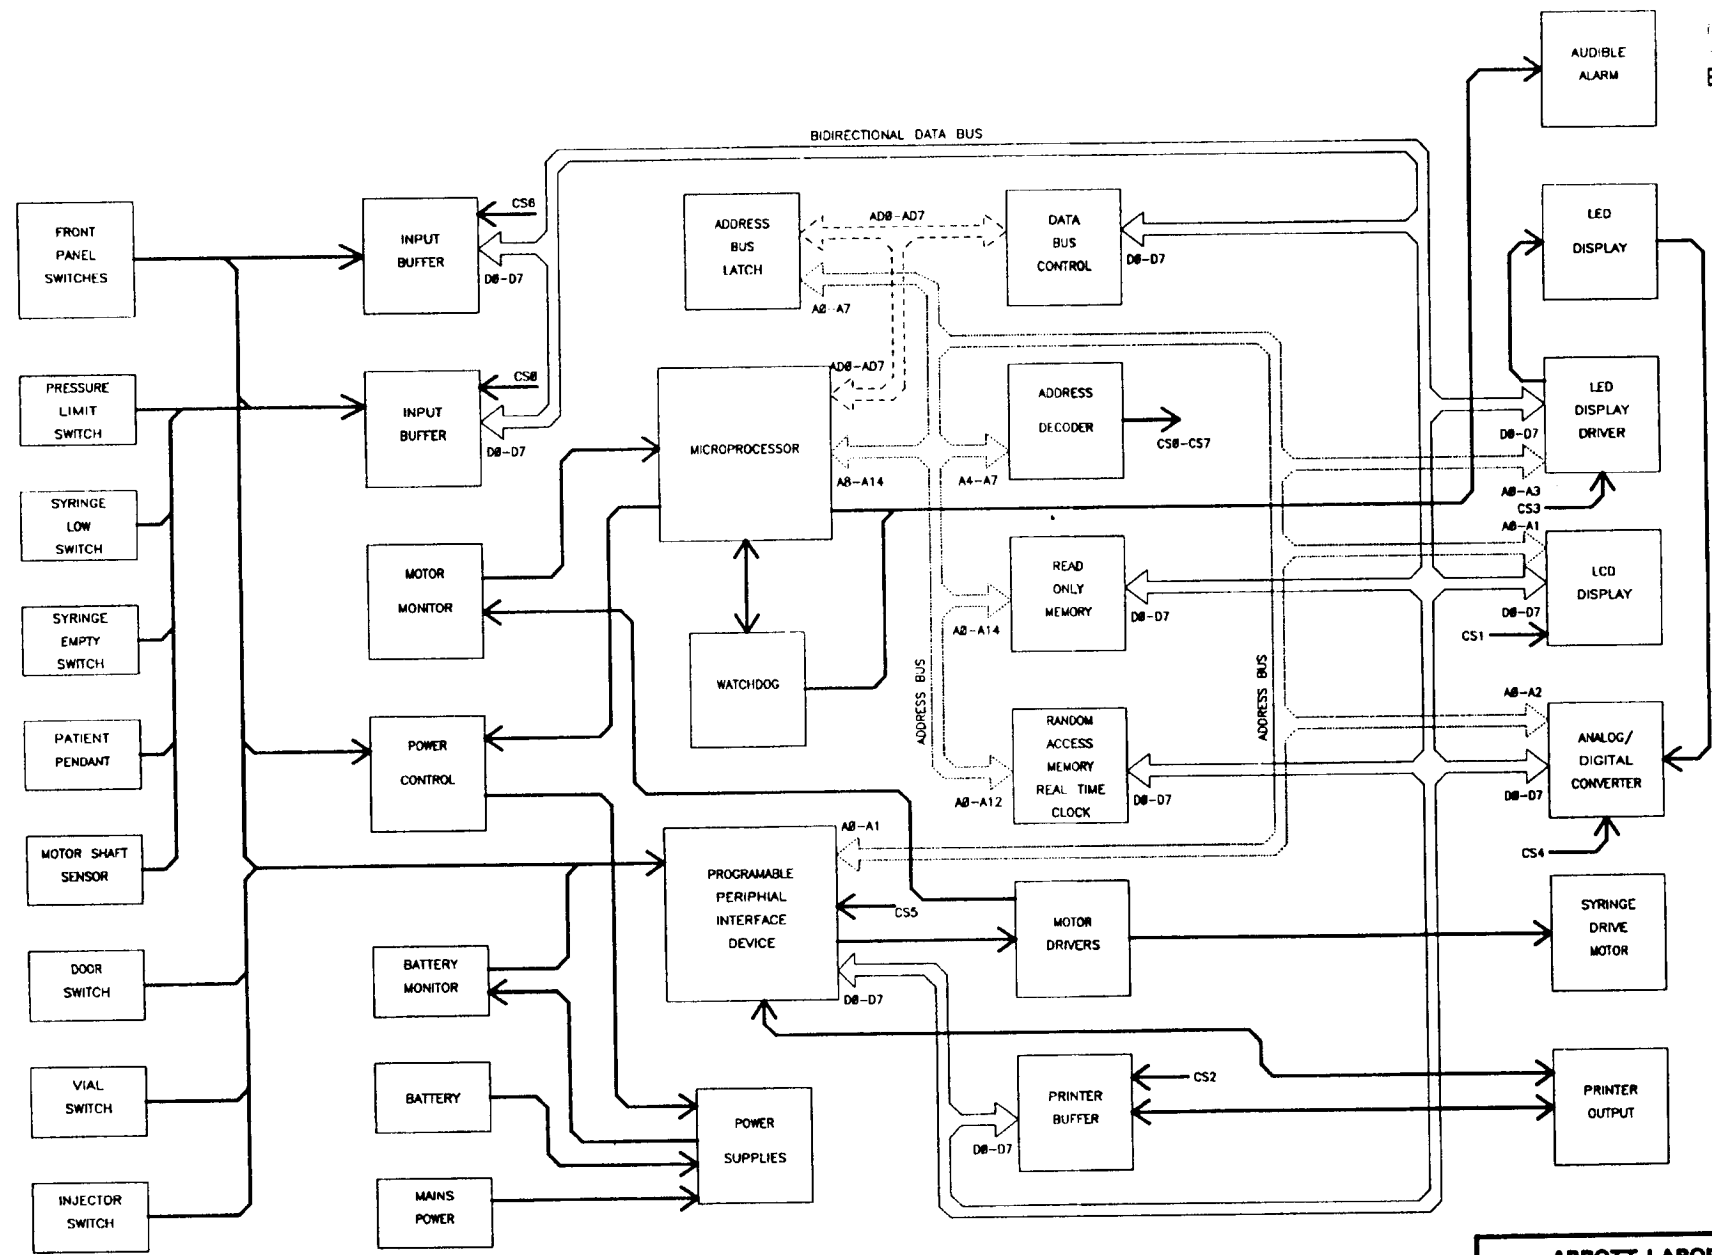 AUDIBLE
ALARM
BIDIRECTIONAL DATA BUS
FRONT
PANEL
SWITCHES
INPUT
BUFFER
CS6
D0-D7
ADDRESS
BUS
LATCH
AD0-AD7
A0-A7
DATA
BUS
CONTROL
D0-D7
LED
DISPLAY
PRESSURE
LIMIT
SWITCH
INPUT
BUFFER
CS0
D0-D7
AD0-AD7
MICROPROCESSOR
A8-A14
ADDRESS
DECODER
A4-A7
CS0-CS7
LED
DISPLAY
DRIVER
D0-D7
A0-A3
CS3
SYRINGE
LOW
SWITCH
MOTOR
MONITOR
READ
ONLY
MEMORY
A0-A14
D0-D7
A0-A1
LCD
DISPLAY
D0-D7
CS1
SYRINGE
EMPTY
SWITCH
WATCHDOG
ADDRESS BUS
ADDRESS BUS
PATIENT
PENDANT
POWER
CONTROL
RANDOM
ACCESS
MEMORY
REAL TIME
CLOCK
A0-A12
D0-D7
A0-A2
ANALOG/
DIGITAL
CONVERTER
D0-D7
CS4
MOTOR SHAFT
SENSOR
PROGRAMABLE
PERIPHIAL
INTERFACE
DEVICE
A0-A1
CS5
D0-D7
MOTOR
DRIVERS
SYRINGE
DRIVE
MOTOR
DOOR
SWITCH
BATTERY
MONITOR
VIAL
SWITCH
BATTERY
POWER
SUPPLIES
PRINTER
BUFFER
CS2
D0-D7
PRINTER
OUTPUT
INJECTOR
SWITCH
MAINS
POWER